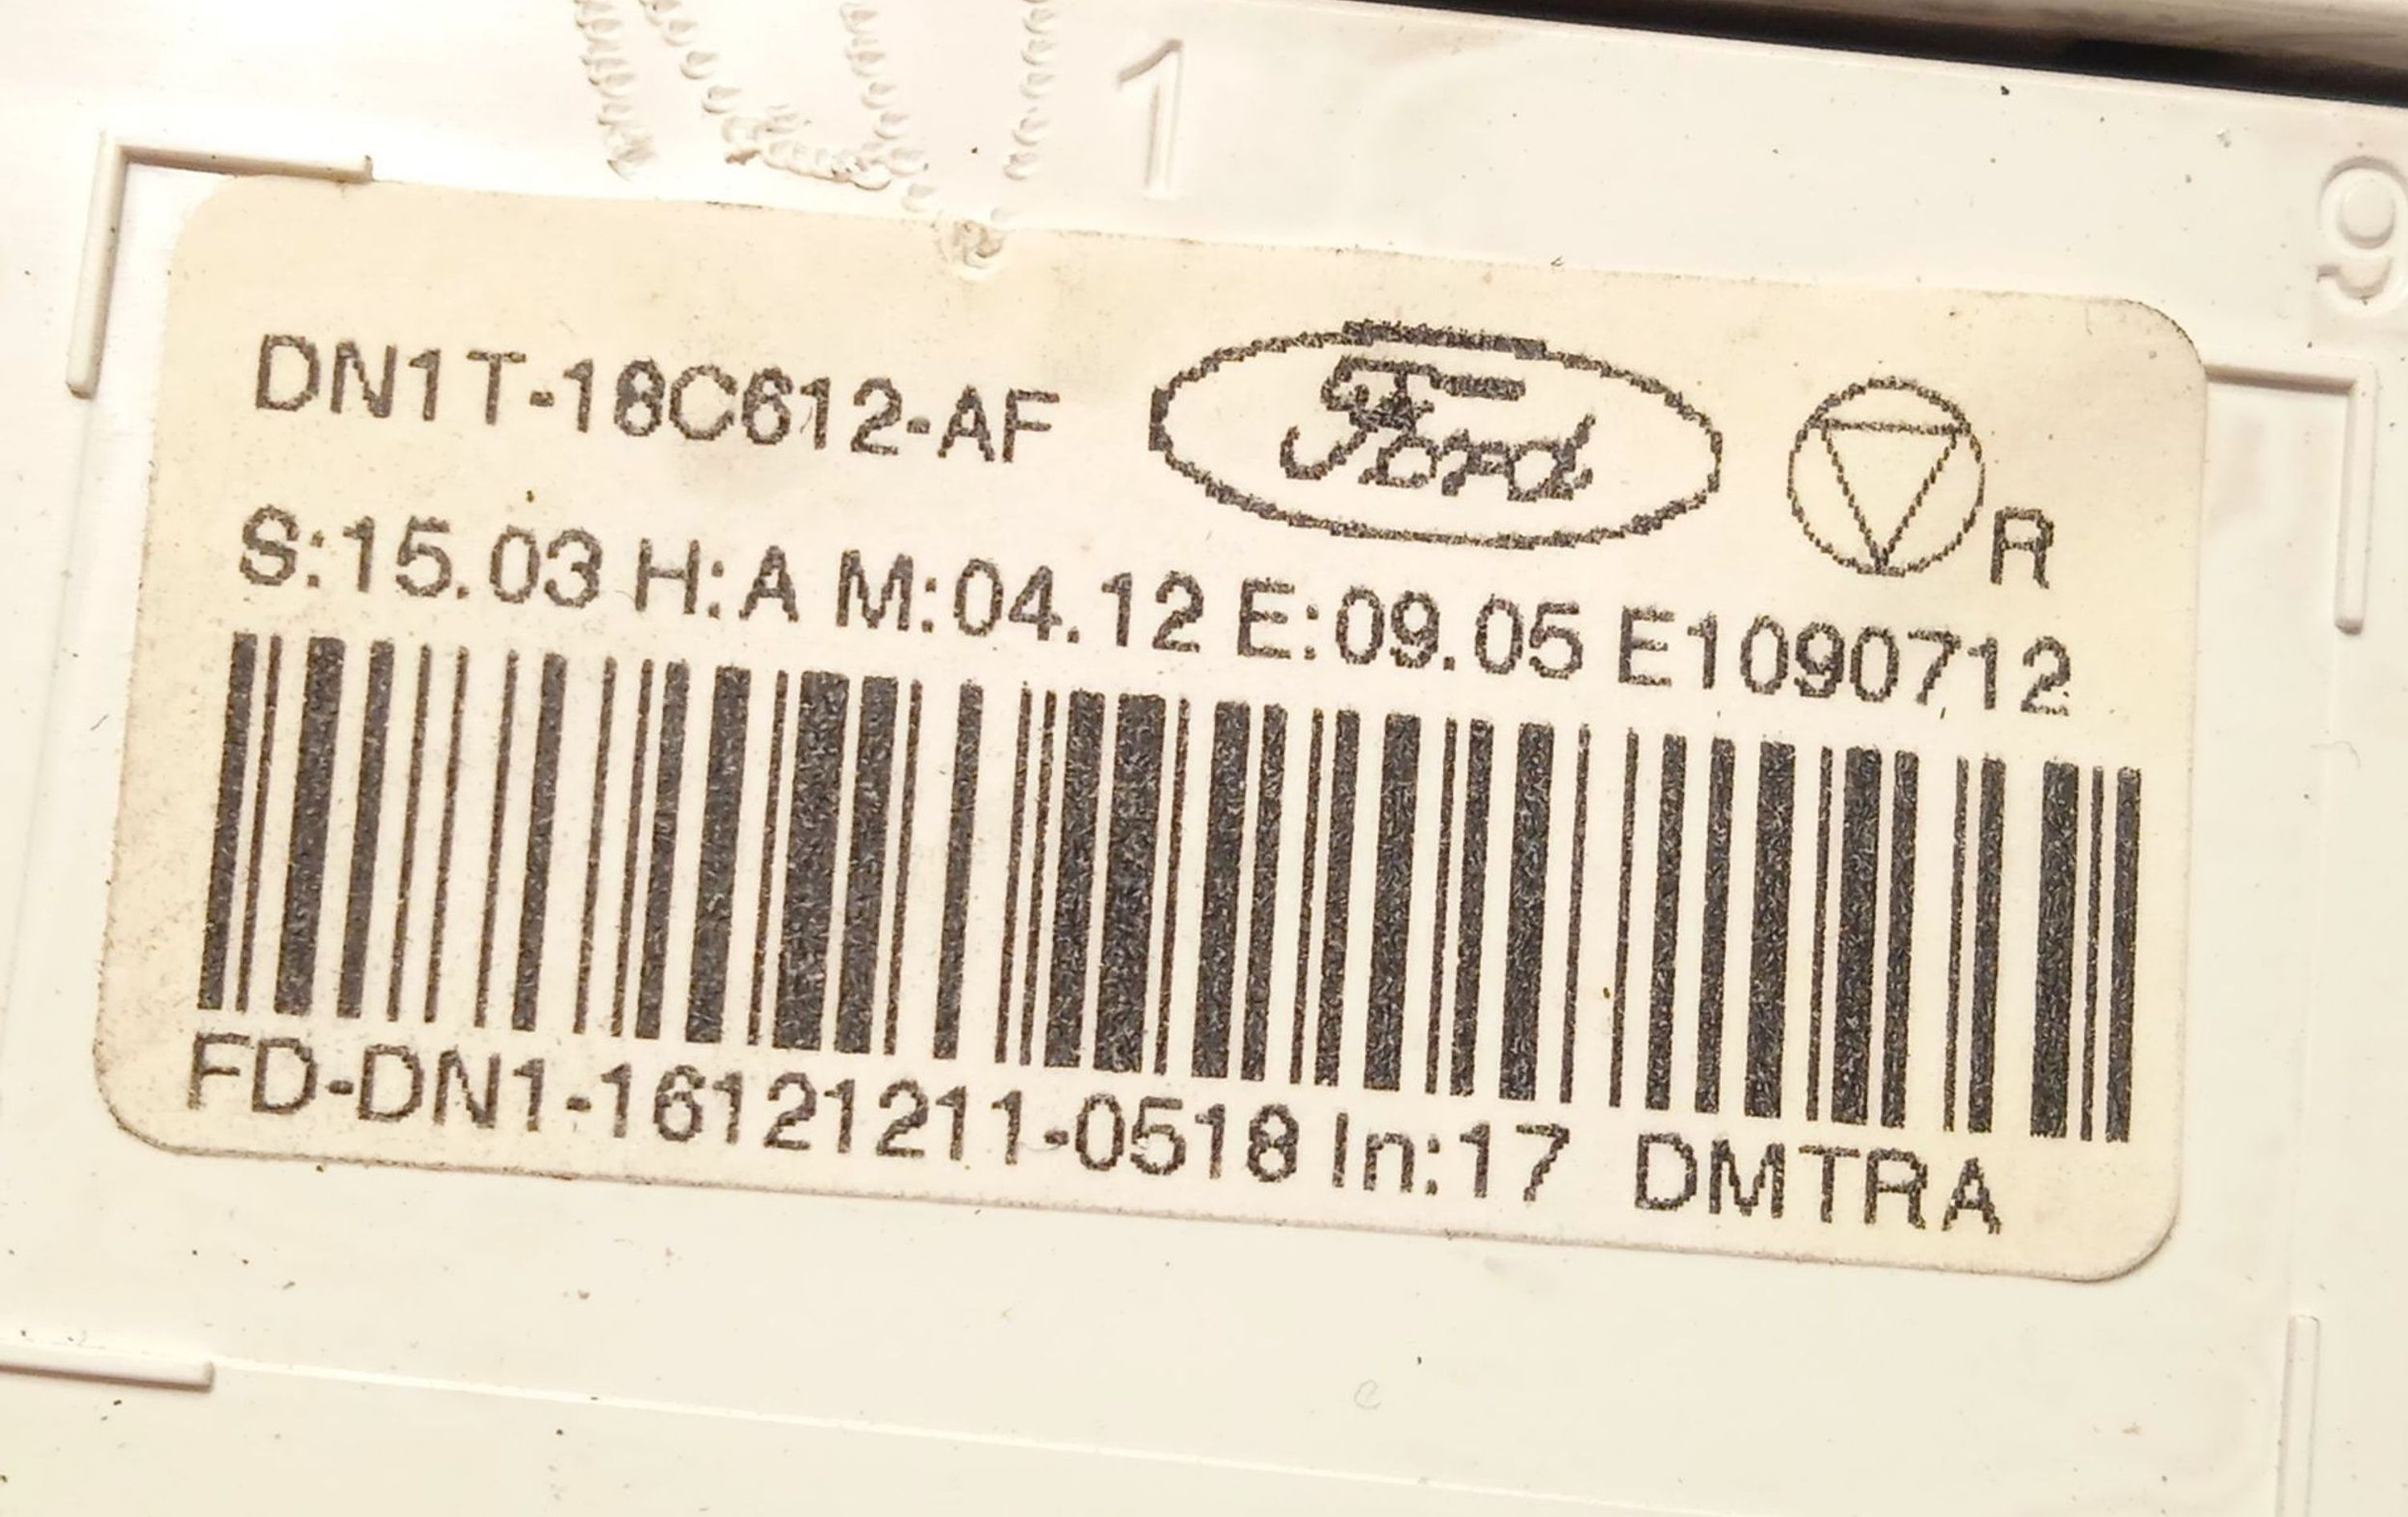 1
9
DN1T-18C612-AF Ford R
S:15.03 H:A M:04.12 E:09.05 E1090712
FD-DN1-16121211-0518 In:17 DMTRA